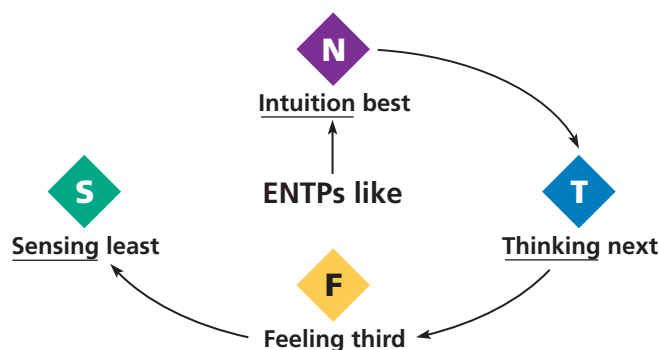 N
Intuition best
ENTPs like
T
Thinking next
F
Feeling third
S
Sensing least